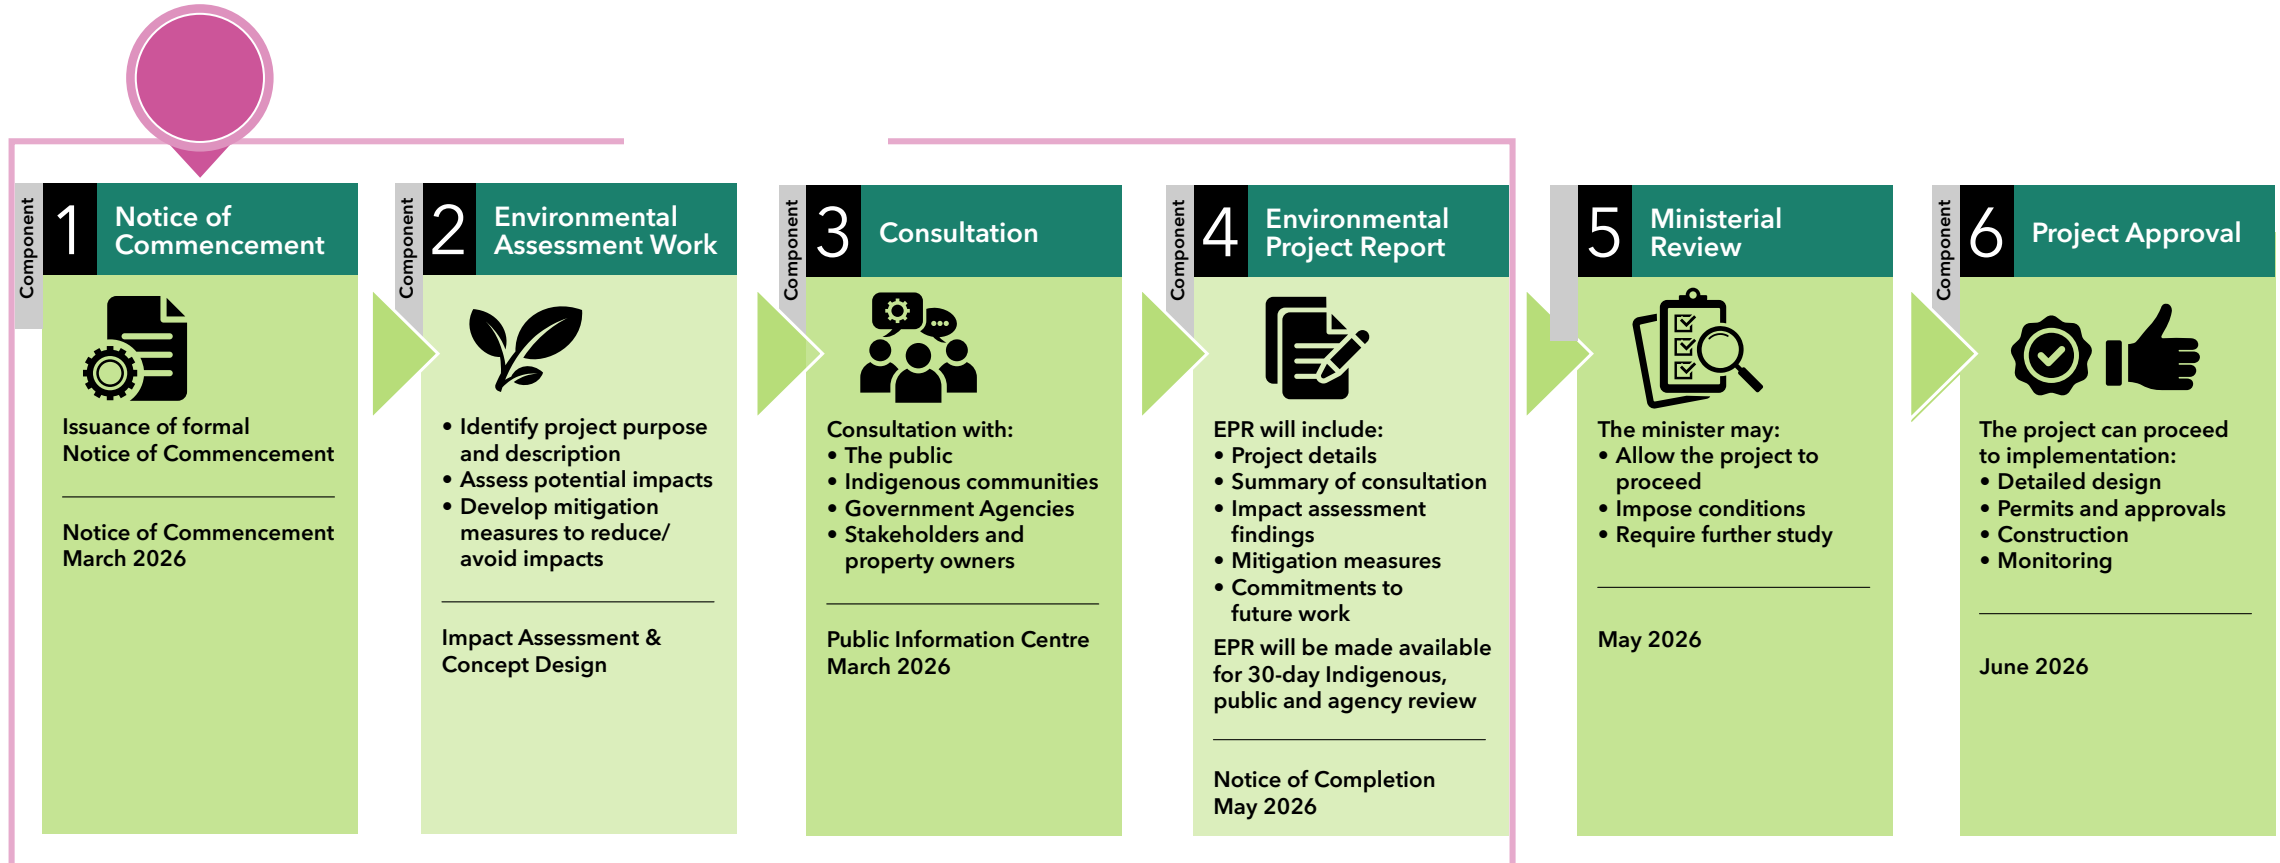 Component
1
Notice of
Commencement
Issuance of formal
Notice of Commencement
Notice of Commencement
March 2026
Component
2
Environmental
Assessment Work
• Identify project purpose
and description
• Assess potential impacts
• Develop mitigation
measures to reduce/
avoid impacts
Impact Assessment &
Concept Design
Component
3
Consultation
Consultation with:
• The public
• Indigenous communities
• Government Agencies
• Stakeholders and
property owners
Public Information Centre
March 2026
Component
4
Environmental
Project Report
EPR will include:
• Project details
• Summary of consultation
• Impact assessment
findings
• Mitigation measures
• Commitments to
future work
EPR will be made available
for 30-day Indigenous,
public and agency review
Notice of Completion
May 2026
5
Ministerial
Review
The minister may:
• Allow the project to
proceed
• Impose conditions
• Require further study
May 2026
Component
6
Project Approval
The project can proceed
to implementation:
• Detailed design
• Permits and approvals
• Construction
• Monitoring
June 2026